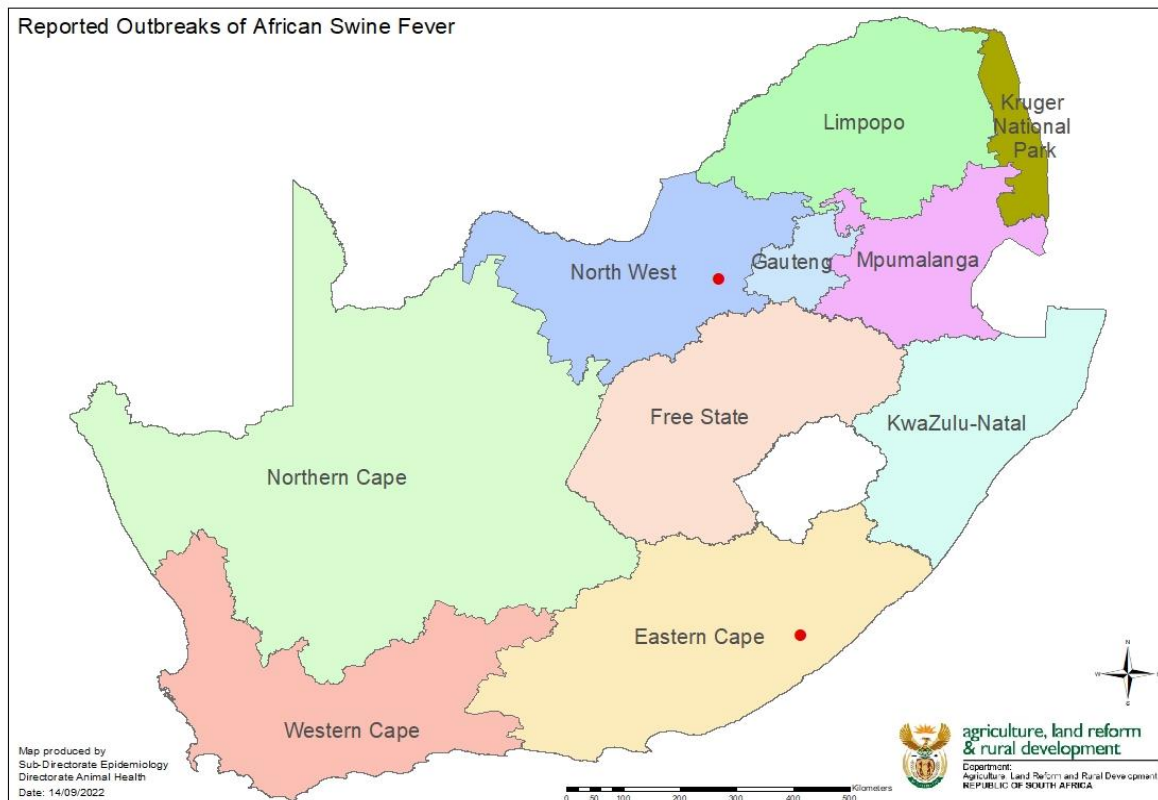 Reported Outbreaks of African Swine Fever
Limpopo
Kruger
National
Park
North West
Gauteng
Mpumalanga
Free State
KwaZulu-Natal
Northern Cape
Eastern Cape
Western Cape
N
W
S
Map produced by
Sub-Directorate Epidemiology
Directorate Animal Health
Date: 14/09/2022
0 50 100 200 300 400 500
Kilometers
agriculture, land reform
& rural development
Department:
Agriculture, Land Reform and Rural Development
REPUBLIC OF SOUTH AFRICA